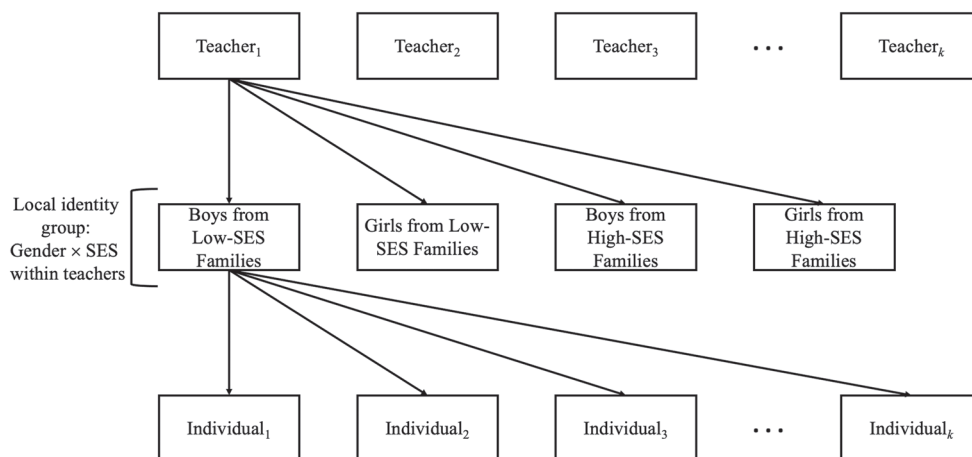 Teacher₁
Teacher₂
Teacher₃
...
Teacherₖ
Local identity
group:
Gender × SES
within teachers
Boys from
Low-SES
Families
Girls from Low-
SES Families
Boys from
High-SES
Families
Girls from
High-SES
Families
Individual₁
Individual₂
Individual₃
...
Individualₖ